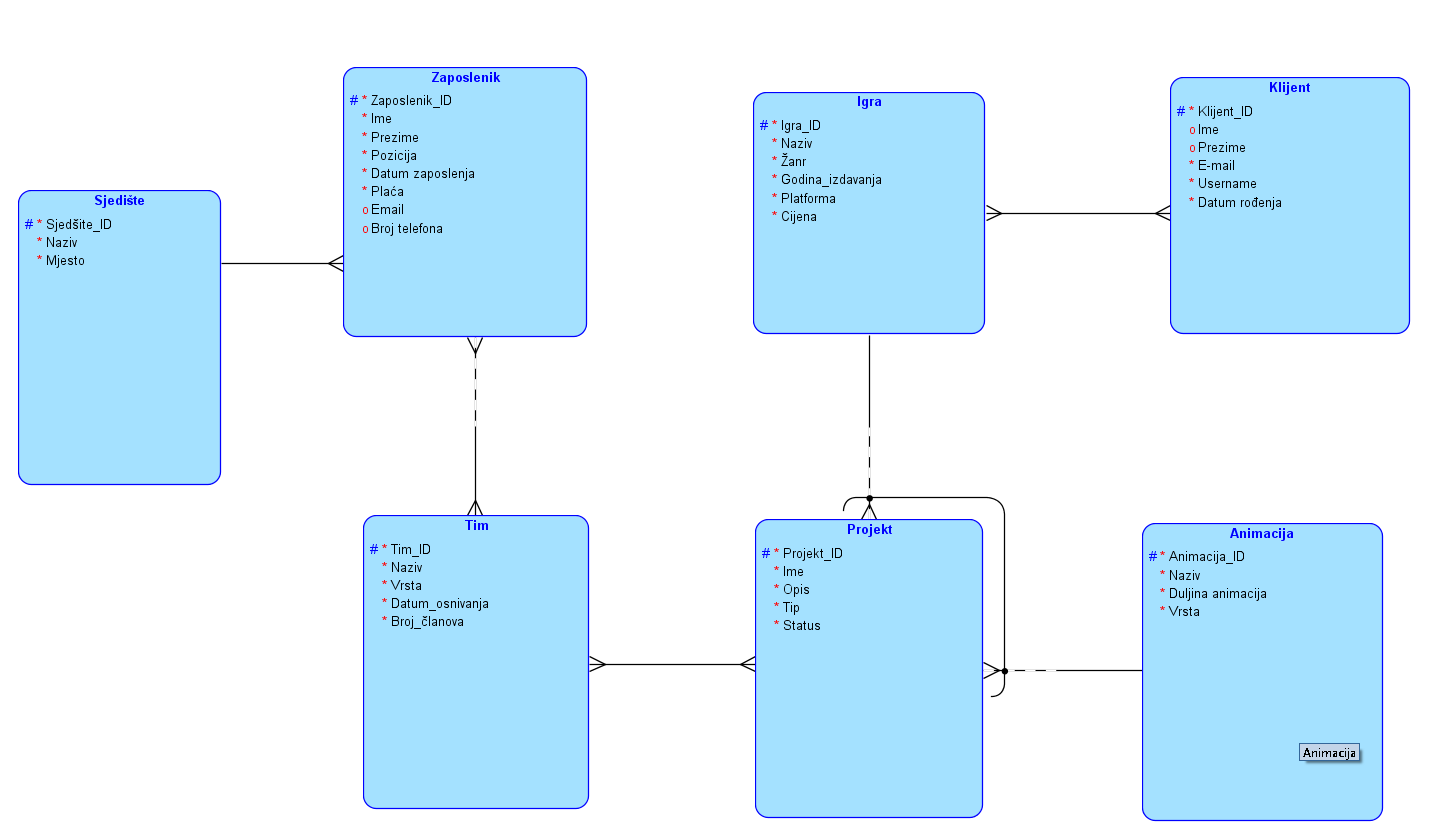 Sjedište
# * Sjedšite_ID
* Naziv
* Mjesto
Zaposlenik
# * Zaposlenik_ID
* Ime
* Prezime
* Pozicija
* Datum zaposlenja
* Plaća
o Email
o Broj telefona
Igra
# * Igra_ID
* Naziv
* Žanr
* Godina_izdavanja
* Platforma
* Cijena
Klijent
# * Klijent_ID
o Ime
o Prezime
* E-mail
* Username
* Datum rođenja
Tim
# * Tim_ID
* Naziv
* Vrsta
* Datum_osnivanja
* Broj_članova
Projekt
# * Projekt_ID
* Ime
* Opis
* Tip
* Status
Animacija
# * Animacija_ID
* Naziv
* Duljina animacija
* Vrsta
Animacija